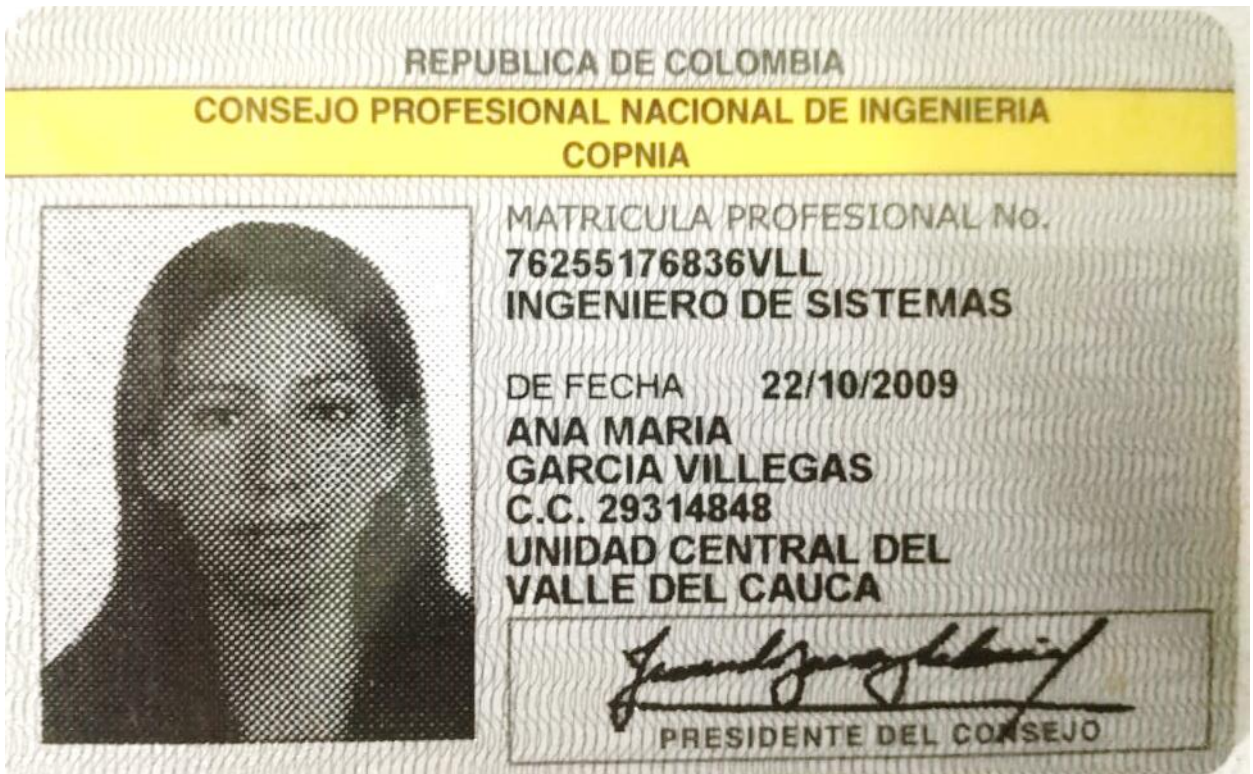 REPUBLICA DE COLOMBIA
CONSEJO PROFESIONAL NACIONAL DE INGENIERIA
COPNIA
MATRICULA PROFESIONAL No.
76255176836VLL
INGENIERO DE SISTEMAS
DE FECHA 22/10/2009
ANA MARIA
GARCIA VILLEGAS
C.C. 29314848
UNIDAD CENTRAL DEL
VALLE DEL CAUCA
PRESIDENTE DEL CONSEJO